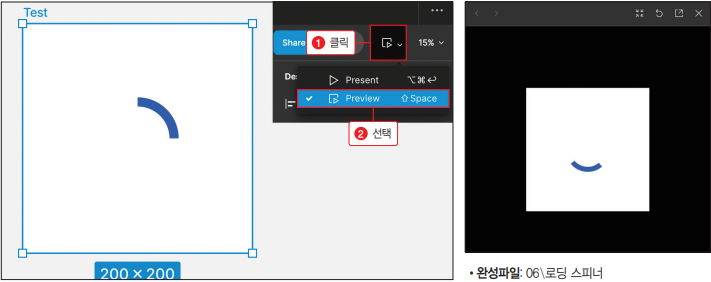 Test
Share
1 클릭
15%
Des
Present ⌥⌘↩
Preview ⇧Space
2 선택
200 × 200
• 완성파일: 06\로딩 스피너